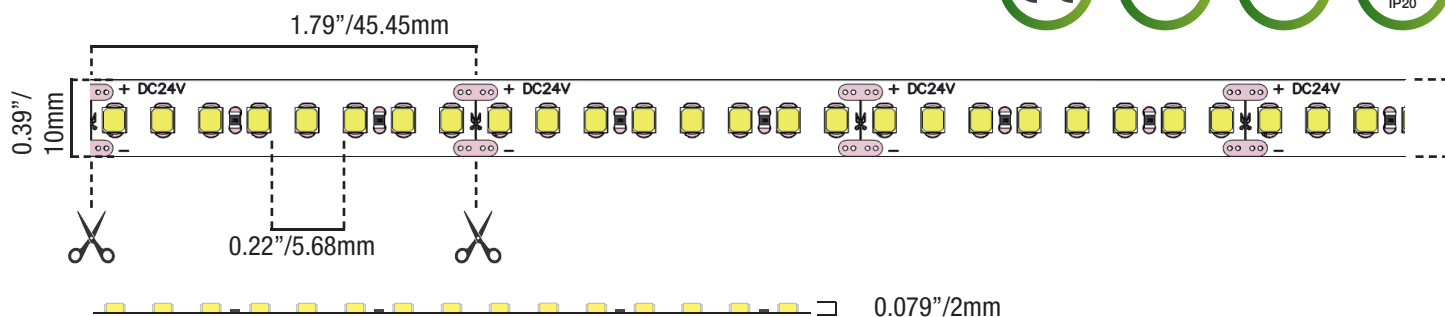 IP20
1.79”/45.45mm
+ DC24V
+ DC24V
+ DC24V
+ DC24V
0.39”/
10mm
–
–
–
–
0.22”/5.68mm
0.079”/2mm